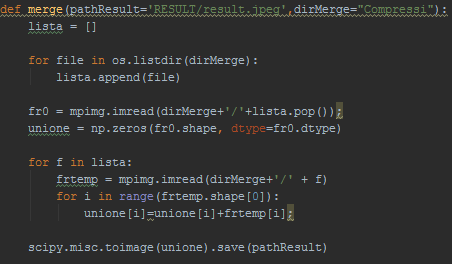 def merge(pathResult='RESULT/result.jpeg',dirMerge="Compressi"):
    lista = []

    for file in os.listdir(dirMerge):
        lista.append(file)

    fr0 = mpimg.imread(dirMerge+'/'+lista.pop());
    unione = np.zeros(fr0.shape, dtype=fr0.dtype)

    for f in lista:
        frtemp = mpimg.imread(dirMerge+'/' + f)
        for i in range(frtemp.shape[0]):
            unione[i]=unione[i]+frtemp[i];

    scipy.misc.toimage(unione).save(pathResult)